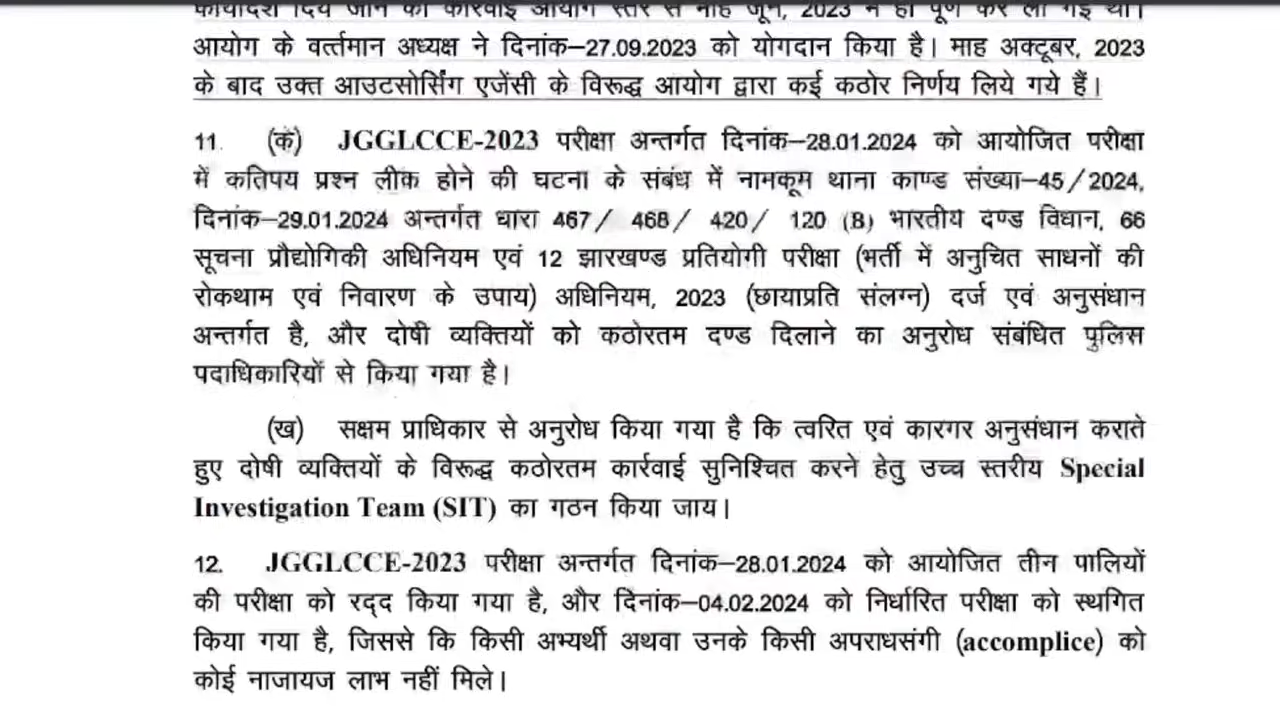 कार्यादेश दिये जाने की कार्रवाई आयोग स्तर से माह जून, 2023 में ही पूर्ण कर ली गई थी।
आयोग के वर्त्तमान अध्यक्ष ने दिनांक–27.09.2023 को योगदान किया है। माह अक्टूबर, 2023
के बाद उक्त आउटसोर्सिंग एजेंसी के विरूद्ध आयोग द्वारा कई कठोर निर्णय लिये गये हैं।
11. (क) JGGLCCE-2023 परीक्षा अन्तर्गत दिनांक–28.01.2024 को आयोजित परीक्षा
में कतिपय प्रश्न लीक होने की घटना के संबंध में नामकूम थाना काण्ड संख्या–45/2024,
दिनांक–29.01.2024 अन्तर्गत धारा 467/ 468/ 420/ 120 (B) भारतीय दण्ड विधान, 66
सूचना प्रौद्योगिकी अधिनियम एवं 12 झारखण्ड प्रतियोगी परीक्षा (भर्ती में अनुचित साधनों की
रोकथाम एवं निवारण के उपाय) अधिनियम, 2023 (छायाप्रति संलग्न) दर्ज एवं अनुसंधान
अन्तर्गत है, और दोषी व्यक्तियों को कठोरतम दण्ड दिलाने का अनुरोध संबंधित पुलिस
पदाधिकारियों से किया गया है।
(ख) सक्षम प्राधिकार से अनुरोध किया गया है कि त्वरित एवं कारगर अनुसंधान कराते
हुए दोषी व्यक्तियों के विरूद्ध कठोरतम कार्रवाई सुनिश्चित करने हेतु उच्च स्तरीय Special
Investigation Team (SIT) का गठन किया जाय।
12. JGGLCCE-2023 परीक्षा अन्तर्गत दिनांक–28.01.2024 को आयोजित तीन पालियों
की परीक्षा को रद्द किया गया है, और दिनांक–04.02.2024 को निर्धारित परीक्षा को स्थगित
किया गया है, जिससे कि किसी अभ्यर्थी अथवा उनके किसी अपराधसंगी (accomplice) को
कोई नाजायज लाभ नहीं मिले।